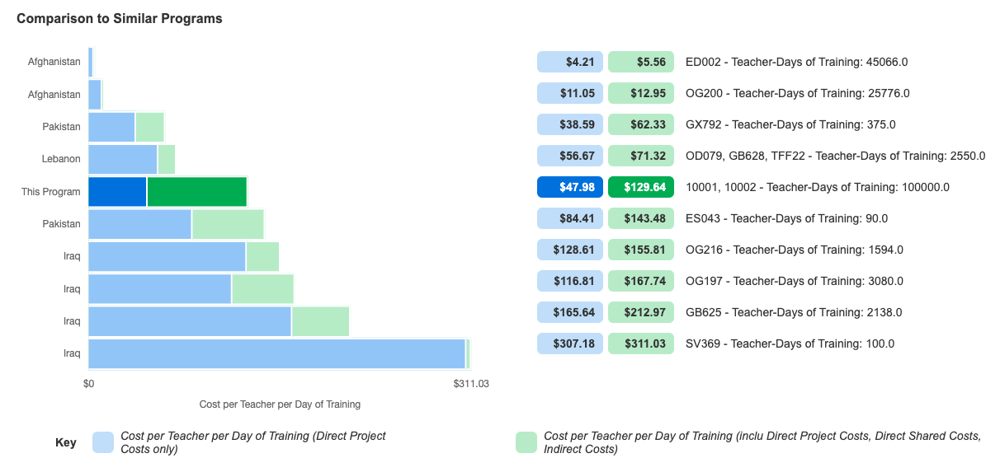 Comparison to Similar Programs
Afghanistan
$4.21 $5.56 ED002 - Teacher-Days of Training: 45066.0
Afghanistan
$11.05 $12.95 OG200 - Teacher-Days of Training: 25776.0
Pakistan
$38.59 $62.33 GX792 - Teacher-Days of Training: 375.0
Lebanon
$56.67 $71.32 OD079, GB628, TFF22 - Teacher-Days of Training: 2550.0
This Program
$47.98 $129.64 10001, 10002 - Teacher-Days of Training: 100000.0
Pakistan
$84.41 $143.48 ES043 - Teacher-Days of Training: 90.0
Iraq
$128.61 $155.81 OG216 - Teacher-Days of Training: 1594.0
Iraq
$116.81 $167.74 OG197 - Teacher-Days of Training: 3080.0
Iraq
$165.64 $212.97 GB625 - Teacher-Days of Training: 2138.0
Iraq
$307.18 $311.03 SV369 - Teacher-Days of Training: 100.0
$0 $311.03
Cost per Teacher per Day of Training
Key
Cost per Teacher per Day of Training (Direct Project
Costs only)
Cost per Teacher per Day of Training (inclu Direct Project Costs, Direct Shared Costs,
Indirect Costs)